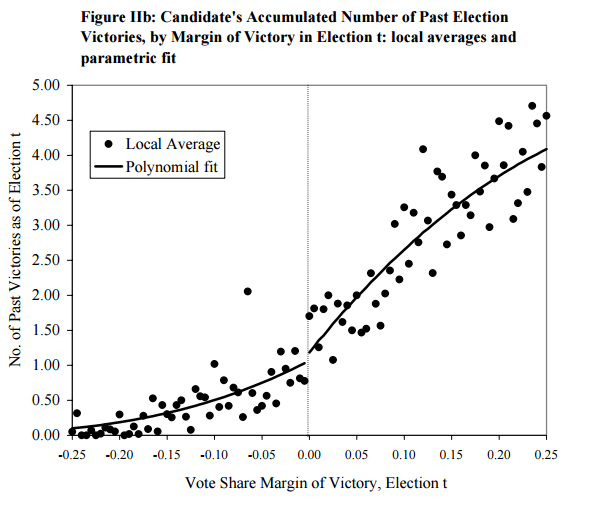 Figure IIb: Candidate's Accumulated Number of Past Election
Victories, by Margin of Victory in Election t: local averages and
parametric fit
5.00
4.50
4.00
3.50
3.00
2.50
2.00
1.50
1.00
0.50
0.00
No. of Past Victories as of Election t
Local Average
Polynomial fit
-0.25 -0.20 -0.15 -0.10 -0.05 0.00 0.05 0.10 0.15 0.20 0.25
Vote Share Margin of Victory, Election t